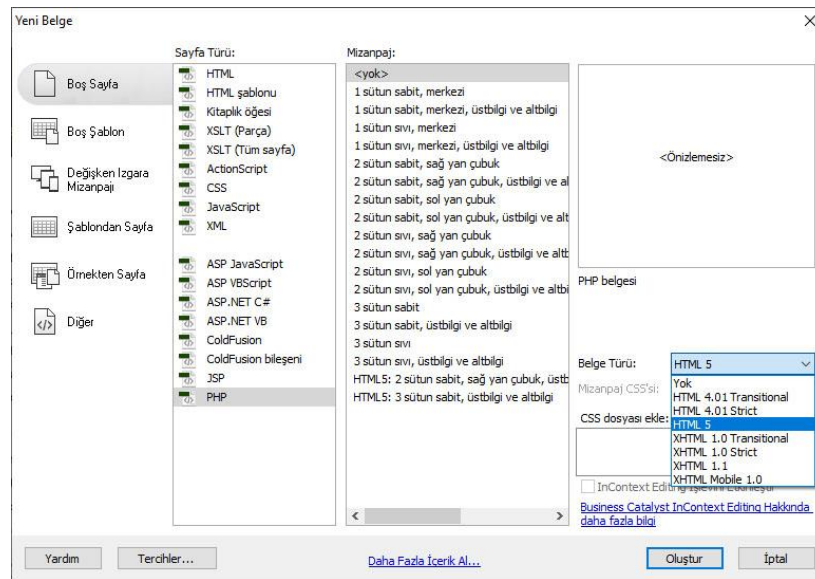 Yeni Belge
Boş Sayfa
Boş Şablon
Değişken Izgara
Mizanpajı
Şablondan Sayfa
Örnekten Sayfa
Diğer
Sayfa Türü:
HTML
HTML şablonu
Kitaplık öğesi
XSLT (Parça)
XSLT (Tüm sayfa)
ActionScript
CSS
JavaScript
XML
ASP JavaScript
ASP VBScript
ASP.NET C#
ASP.NET VB
ColdFusion
ColdFusion bileşeni
JSP
PHP
Mizanpaj:
<yok>
1 sütun sabit, merkezi
1 sütun sabit, merkezi, üstbilgi ve altbilgi
1 sütun sıvı, merkezi
1 sütun sıvı, merkezi, üstbilgi ve altbilgi
2 sütun sabit, sağ yan çubuk
2 sütun sabit, sağ yan çubuk, üstbilgi ve al
2 sütun sabit, sol yan çubuk
2 sütun sabit, sol yan çubuk, üstbilgi ve alt
2 sütun sıvı, sağ yan çubuk
2 sütun sıvı, sağ yan çubuk, üstbilgi ve altb
2 sütun sıvı, sol yan çubuk
2 sütun sıvı, sol yan çubuk, üstbilgi ve altbi
3 sütun sabit
3 sütun sabit, üstbilgi ve altbilgi
3 sütun sıvı
3 sütun sıvı, üstbilgi ve altbilgi
HTML5: 2 sütun sabit, sağ yan çubuk, üstb
HTML5: 3 sütun sabit, üstbilgi ve altbilgi
<Önizlemesiz>
PHP belgesi
Belge Türü: HTML 5
Mizanpaj CSS'si:
CSS dosyası ekle:
Yok
HTML 4.01 Transitional
HTML 4.01 Strict
HTML 5
XHTML 1.0 Transitional
XHTML 1.0 Strict
XHTML 1.1
XHTML Mobile 1.0
InContext Editing
Business Catalyst InContext Editing Hakkında
daha fazla bilgi
Yardım
Tercihler...
Daha Fazla İçerik Al...
Oluştur
İptal